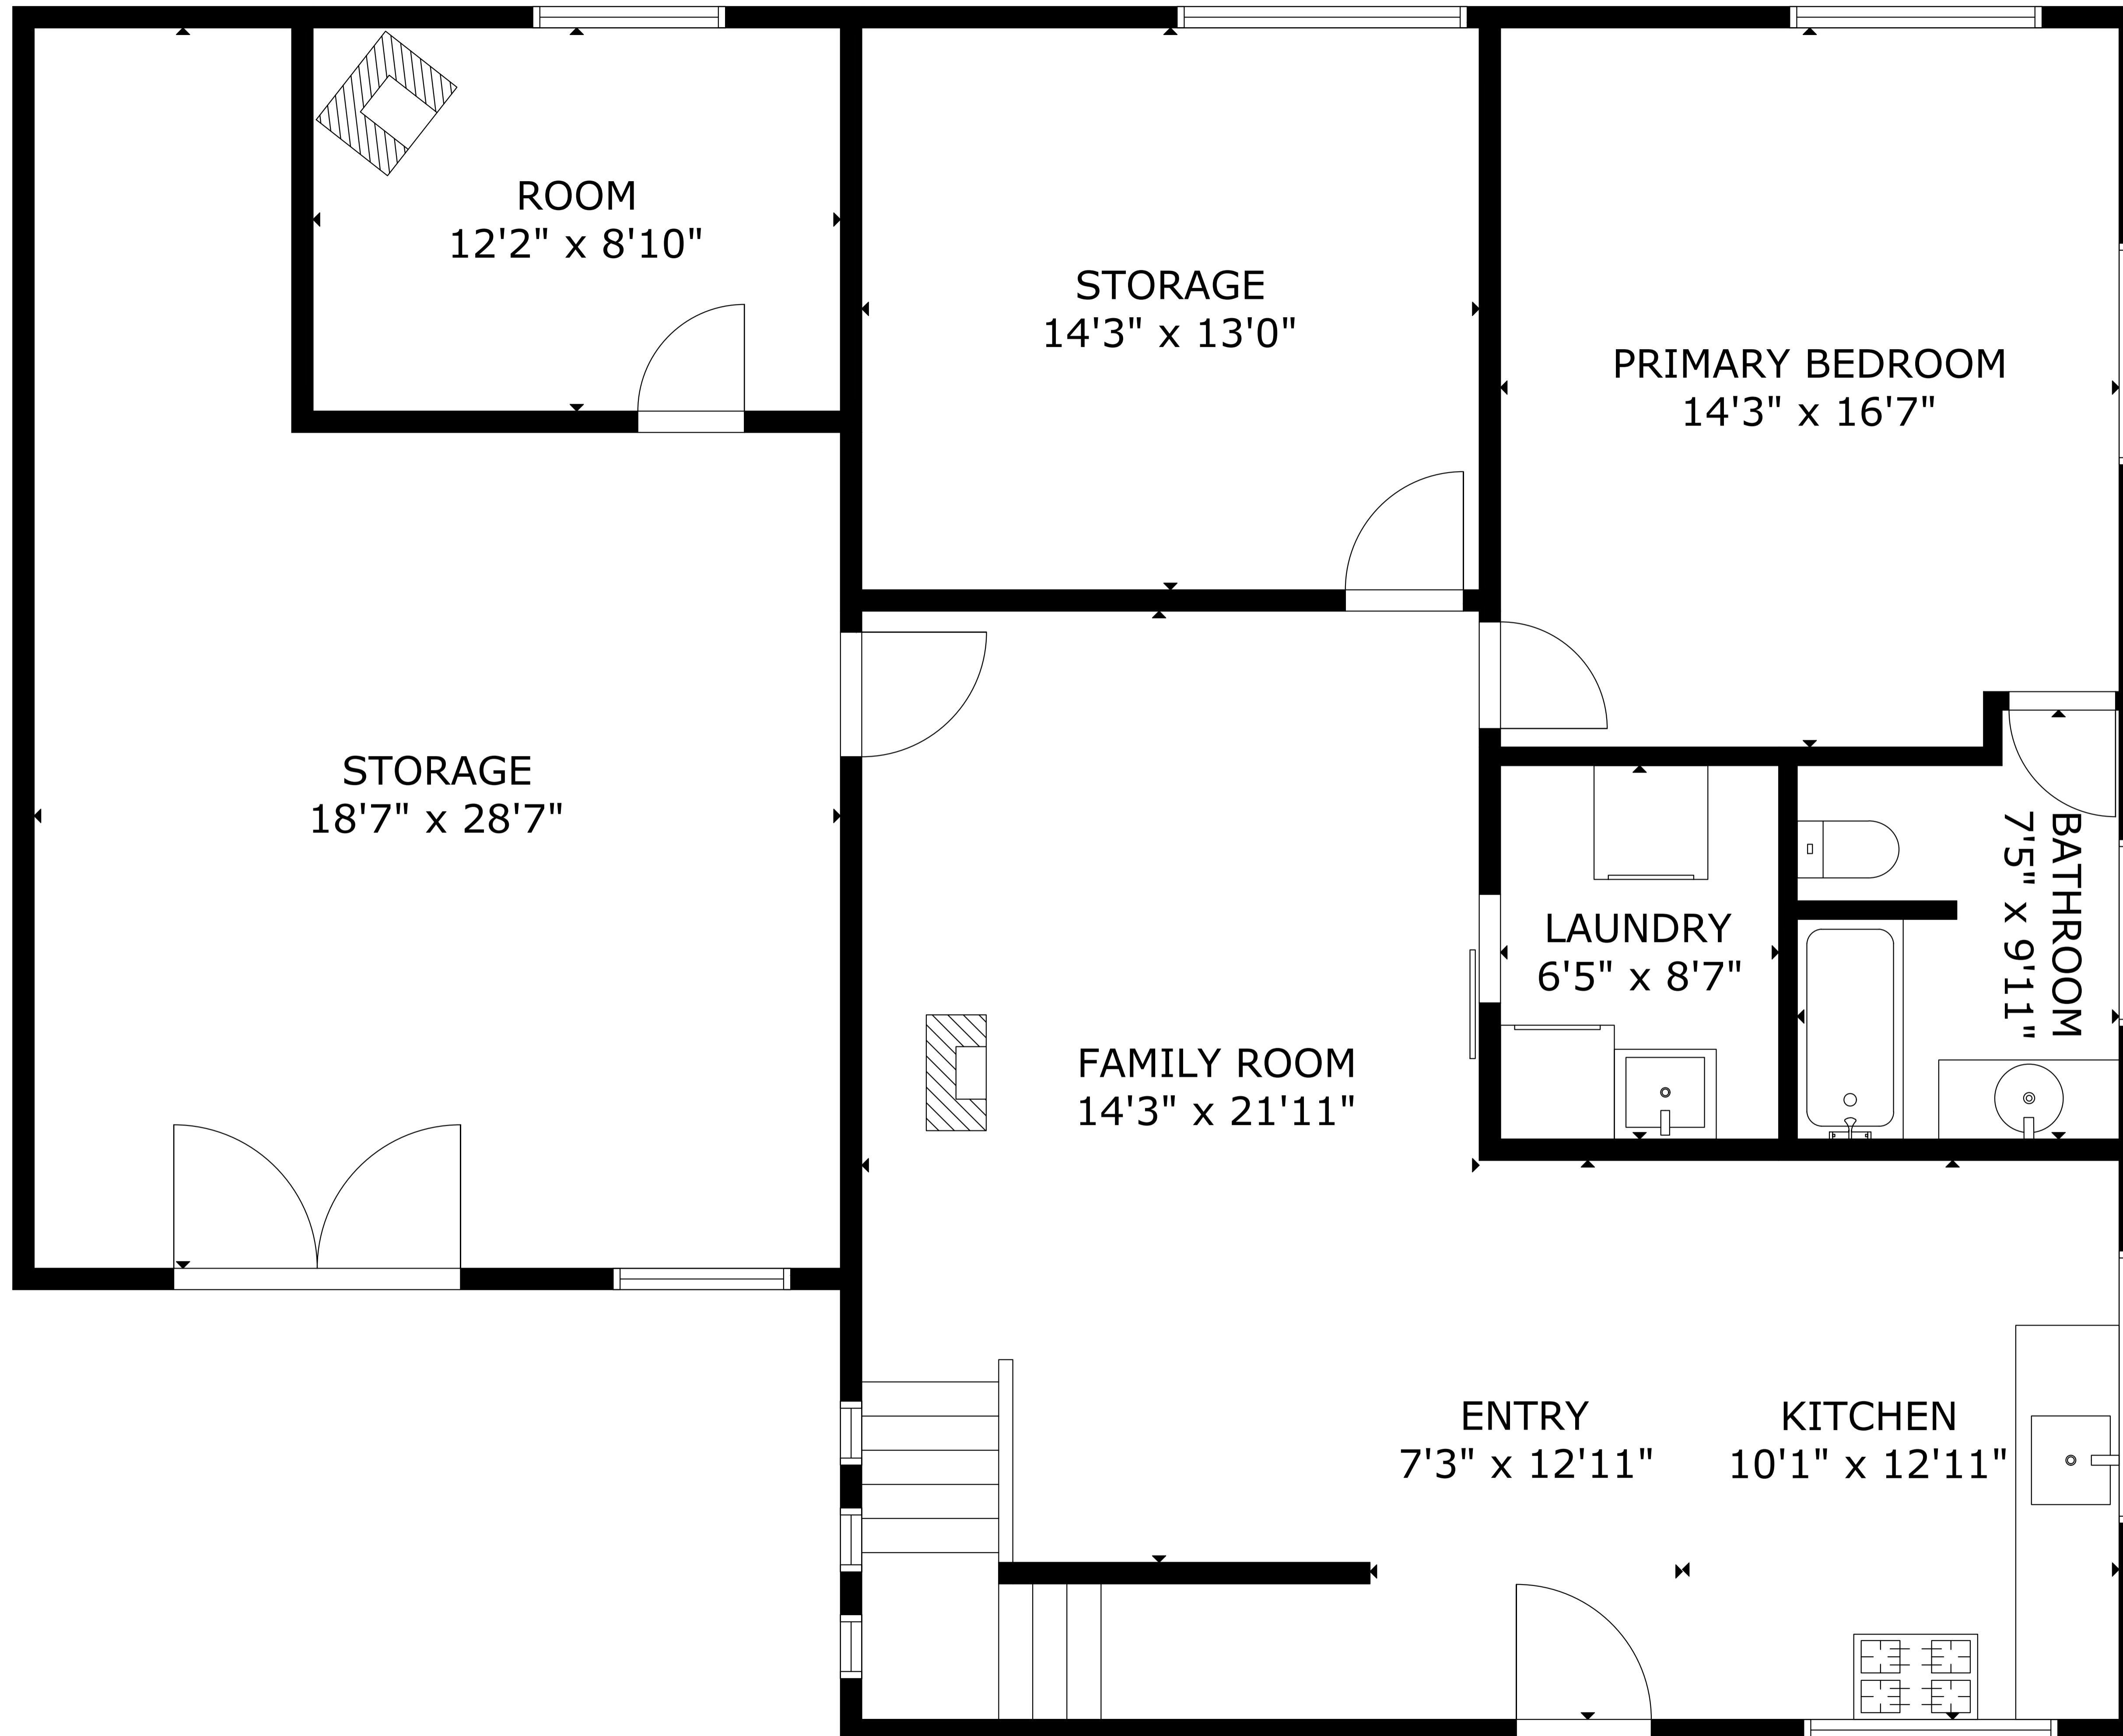 ROOM
12'2" x 8'10"
STORAGE
14'3" x 13'0"
PRIMARY BEDROOM
14'3" x 16'7"
STORAGE
18'7" x 28'7"
LAUNDRY
6'5" x 8'7"
BATHROOM
7'5" x 9'11"
FAMILY ROOM
14'3" x 21'11"
ENTRY
7'3" x 12'11"
KITCHEN
10'1" x 12'11"